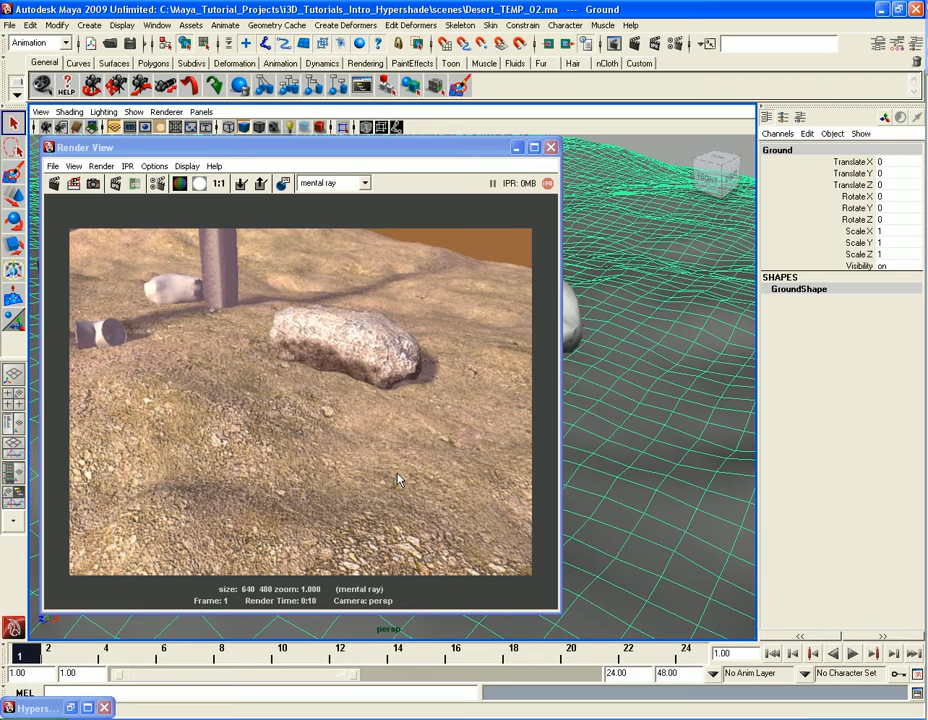 Autodesk Maya 2009 Unlimited: C:\Maya_Tutorial_Projects\i3D_Tutorials_Intro_Hypershade\scenes\Desert_TEMP_02.ma --- Ground
File Edit Modify Create Display Window Assets Animate Geometry Cache Create Deformers Edit Deformers Skeleton Skin Constrain Character Muscle Help
Animation
General Curves Surfaces Polygons Subdivs Deformation Animation Dynamics Rendering PaintEffects Toon Muscle Fluids Fur Hair nCloth Custom
HELP
View Shading Lighting Show Renderer Panels
Render View
File View Render IPR Options Display Help
1:1 mental ray IPR: 0MB
size: 640 480 zoom: 1.000 (mental ray)
Frame: 1 Render Time: 0:10 Camera: persp
persp
Channels Edit Object Show
Ground
Translate X 0
Translate Y 0
Translate Z 0
Rotate X 0
Rotate Y 0
Rotate Z 0
Scale X 1
Scale Y 1
Scale Z 1
Visibility on
SHAPES
GroundShape
<< >>
1 2 4 6 8 10 12 14 16 18 20 22 24 1.00
1.00 1.00 24.00 48.00 No Anim Layer No Character Set
MEL
Hypers...